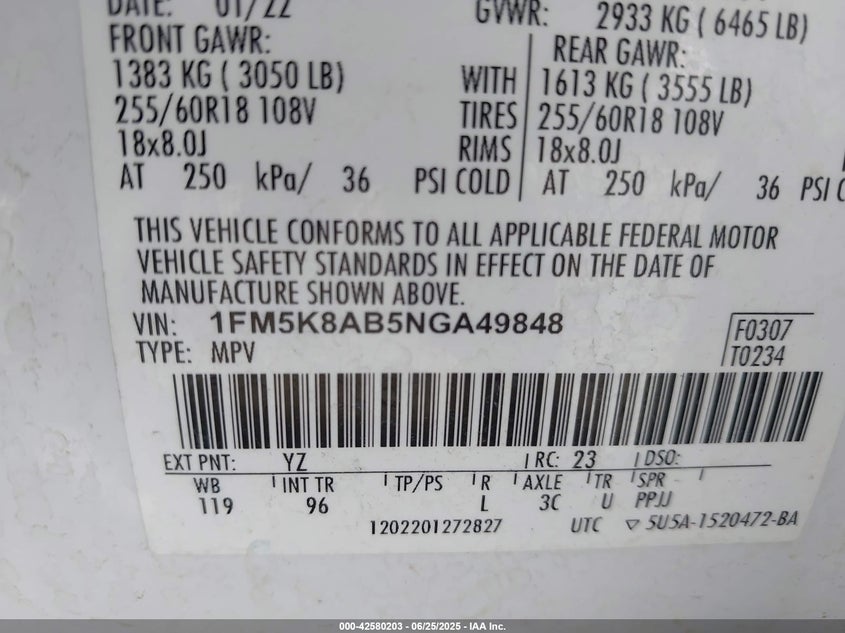 DATE: 01/22
GVWR: 2933 KG ( 6465 LB)
FRONT GAWR: REAR GAWR:
1383 KG ( 3050 LB) WITH 1613 KG ( 3555 LB)
255/60R18 108V TIRES 255/60R18 108V
18x8.0J RIMS 18x8.0J
AT 250 kPa/ 36 PSI COLD AT 250 kPa/ 36 PSI
THIS VEHICLE CONFORMS TO ALL APPLICABLE FEDERAL MOTOR
VEHICLE SAFETY STANDARDS IN EFFECT ON THE DATE OF
MANUFACTURE SHOWN ABOVE.
VIN: 1FM5K8AB5NGA49848
TYPE: MPV
F0307
T0234
EXT PNT: YZ RC: 23 DSO:
WB INT TR TP/PS R AXLE TR SPR
119 96 L 3C U PPJJ
1202201272827 UTC ▽ 5U5A-1520472-BA
000-42580203 - 06/25/2025 - IAA Inc.